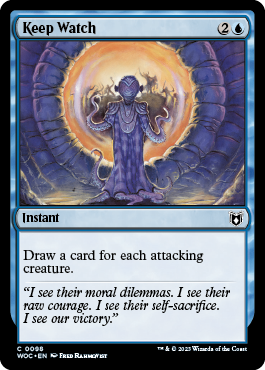 Keep Watch 2
Instant
Draw a card for each attacking
creature.
“I see their moral dilemmas. I see their
raw courage. I see their self-sacrifice.
I see our victory.”
C 0098
WOC • EN Fred Rahmqvist
™ & © 2023 Wizards of the Coast